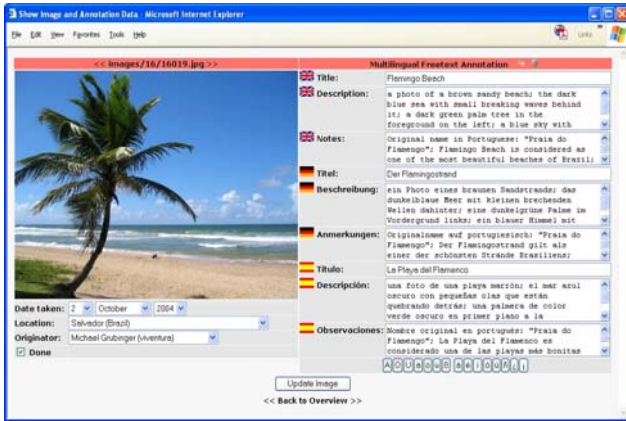 Show Image and Annotation Data - Microsoft Internet Explorer
File Edit View Favorites Tools Help
Links
<< images/16/16019.jpg >>
Multilingual Freetext Annotation
Title: Flamingo Beach
Description: a photo of a brown sandy beach; the dark
blue sea with small breaking waves behind
it; a dark green palm tree in the
foreground on the left; a blue sky with
Notes: Original name in Portuguese: "Praia do
Flamengo"; Flamingo Beach is considered as
one of the most beautiful beaches of Brazil;
Titel: Der Flamingostrand
Beschreibung: ein Photo eines braunen Sandstrands; das
dunkelblaue Meer mit kleinen brechenden
Wellen dahinter; eine dunkelgrüne Palme im
Vordergrund links; ein blauer Himmel mit
Anmerkungen: Originalname auf portugiesisch: "Praia do
Flamengo"; Der Flamingostrand gilt als
einer der schönsten Strände Brasiliens;
Título: La Playa del Flamenco
Descripción: una foto de una playa marrón; el mar azul
oscuro con pequeñas olas que están
quebrando detrás; una palmera de color
verde oscuro en primer plano a la
Observaciones: Nombre original en portugués: "Praia do
Flamengo"; La Playa del Flamenco es
considerado una de las playas más bonitas
Date taken: 2 October 2004
Location: Salvador (Brazil)
Originator: Michael Grubinger (viventura)
Done
Update Image
<< Back to Overview >>